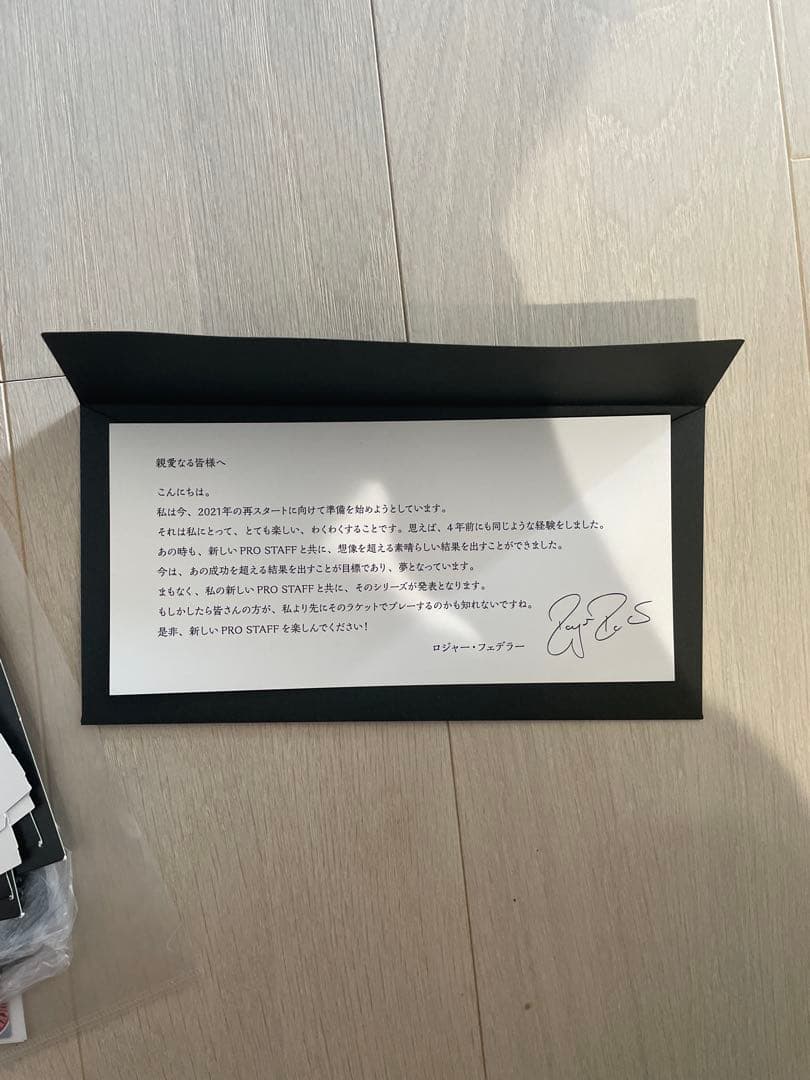 親愛なる皆様へ
こんにちは。
私は今、2021年の再スタートに向けて準備を始めようとしています。
それは私にとって、とても楽しい、わくわくすることです。思えば、4年前にも同じような経験をしました。
あの時も、新しい PRO STAFFと共に、想像を超える素晴らしい結果を出すことができました。
今は、あの成功を超える結果を出すことが目標であり、夢となっています。
まもなく、私の新しい PRO STAFFと共に、そのシリーズが発表となります。
もしかしたら皆さんの方が、私より先にそのラケットでプレーするのかも知れないですね。
是非、新しい PRO STAFFを楽しんでください!
ロジャー・フェデラー